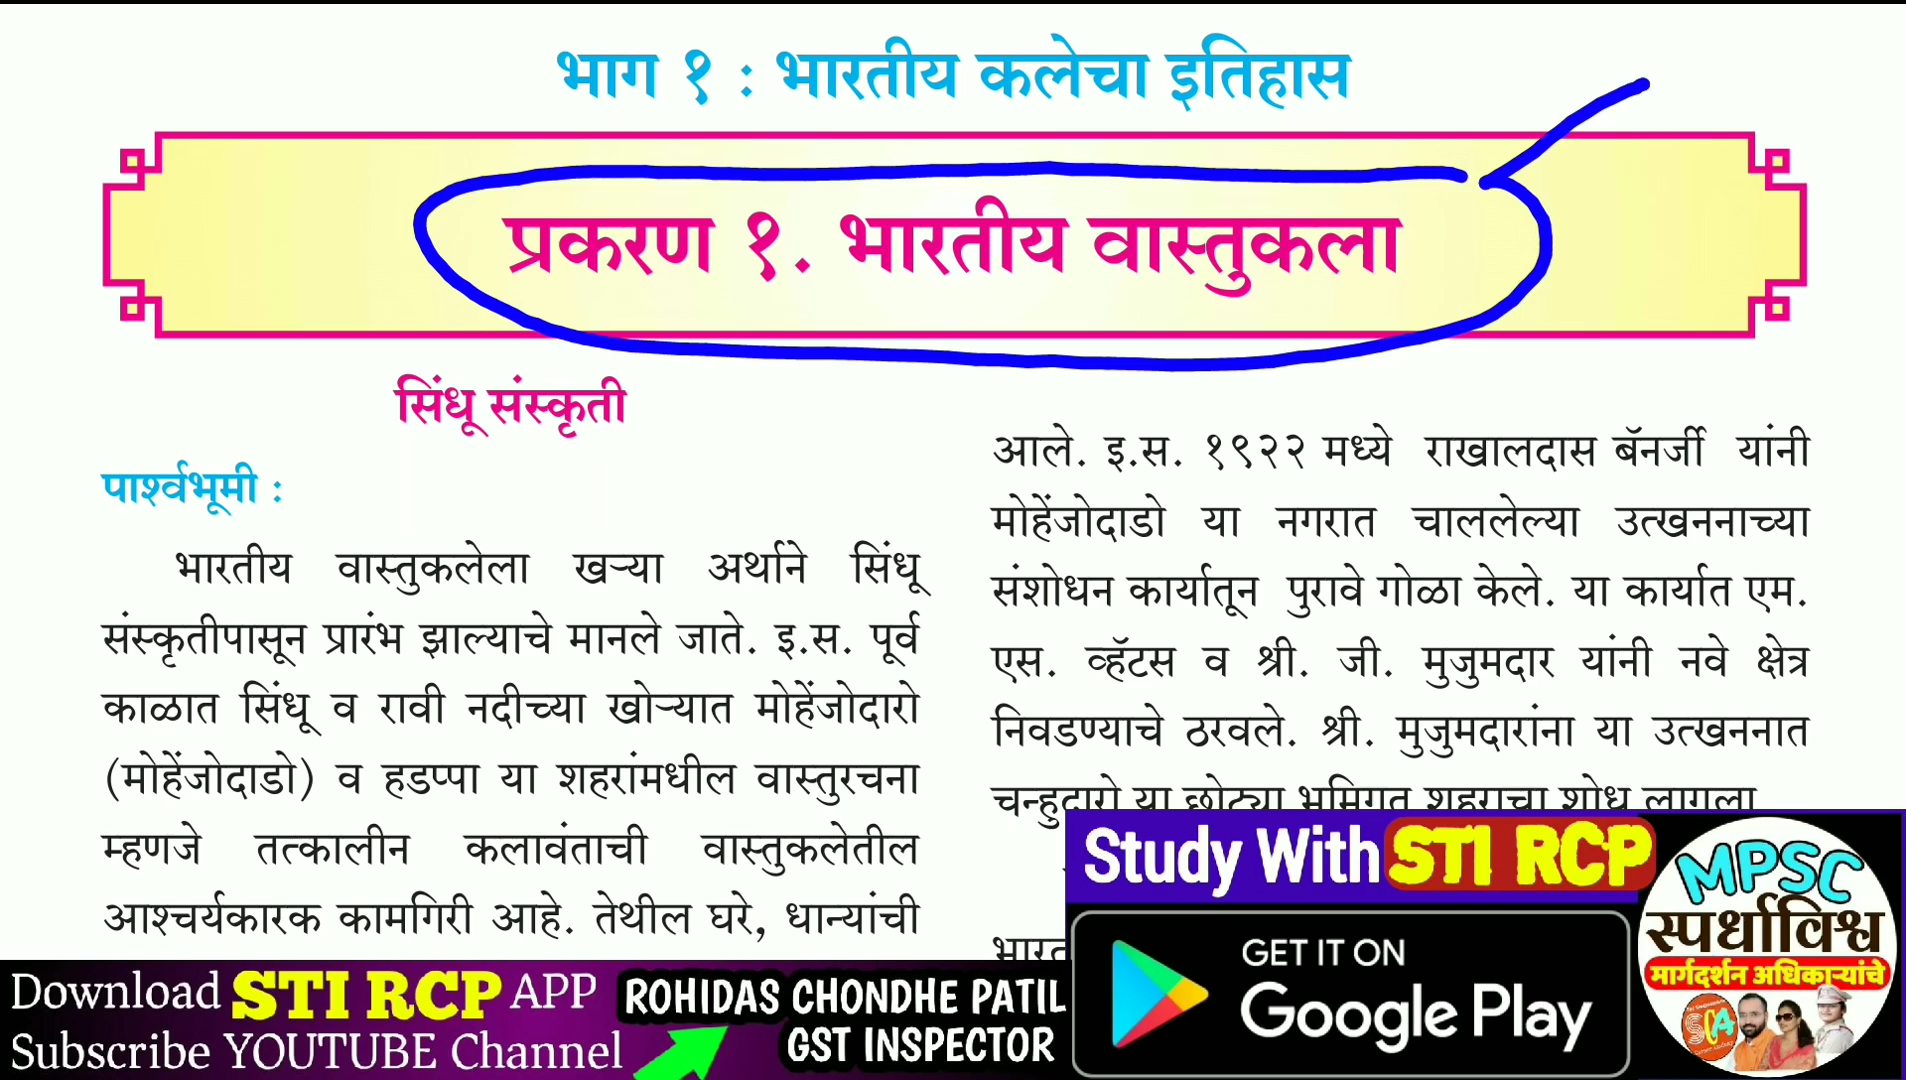 भाग १ : भारतीय कलेचा इतिहास
प्रकरण १. भारतीय वास्तुकला
सिंधू संस्कृती
पार्श्वभूमी :
भारतीय वास्तुकलेला खऱ्या अर्थाने सिंधू
संस्कृतीपासून प्रारंभ झाल्याचे मानले जाते. इ.स. पूर्व
काळात सिंधू व रावी नदीच्या खोऱ्यात मोहेंजोदारो
(मोहेंजोदाडो) व हडप्पा या शहरांमधील वास्तुरचना
म्हणजे तत्कालीन कलावंताची वास्तुकलेतील
आश्चर्यकारक कामगिरी आहे. तेथील घरे, धान्यांची
आले. इ.स. १९२२ मध्ये राखालदास बॅनर्जी यांनी
मोहेंजोदाडो या नगरात चाललेल्या उत्खननाच्या
संशोधन कार्यातून पुरावे गोळा केले. या कार्यात एम.
एस. व्हॅटस व श्री. जी. मुजुमदार यांनी नवे क्षेत्र
निवडण्याचे ठरवले. श्री. मुजुमदारांना या उत्खननात
चन्हुदारो या छोट्या भूमिगत शहराचा शोध लागला
Study With STI RCP
GET IT ON
Google Play
MPSC
स्पर्धाविश्व
मार्गदर्शन अधिकाऱ्यांचे
Download STI RCP APP
Subscribe YOUTUBE Channel
ROHIDAS CHONDHE PATIL
GST INSPECTOR